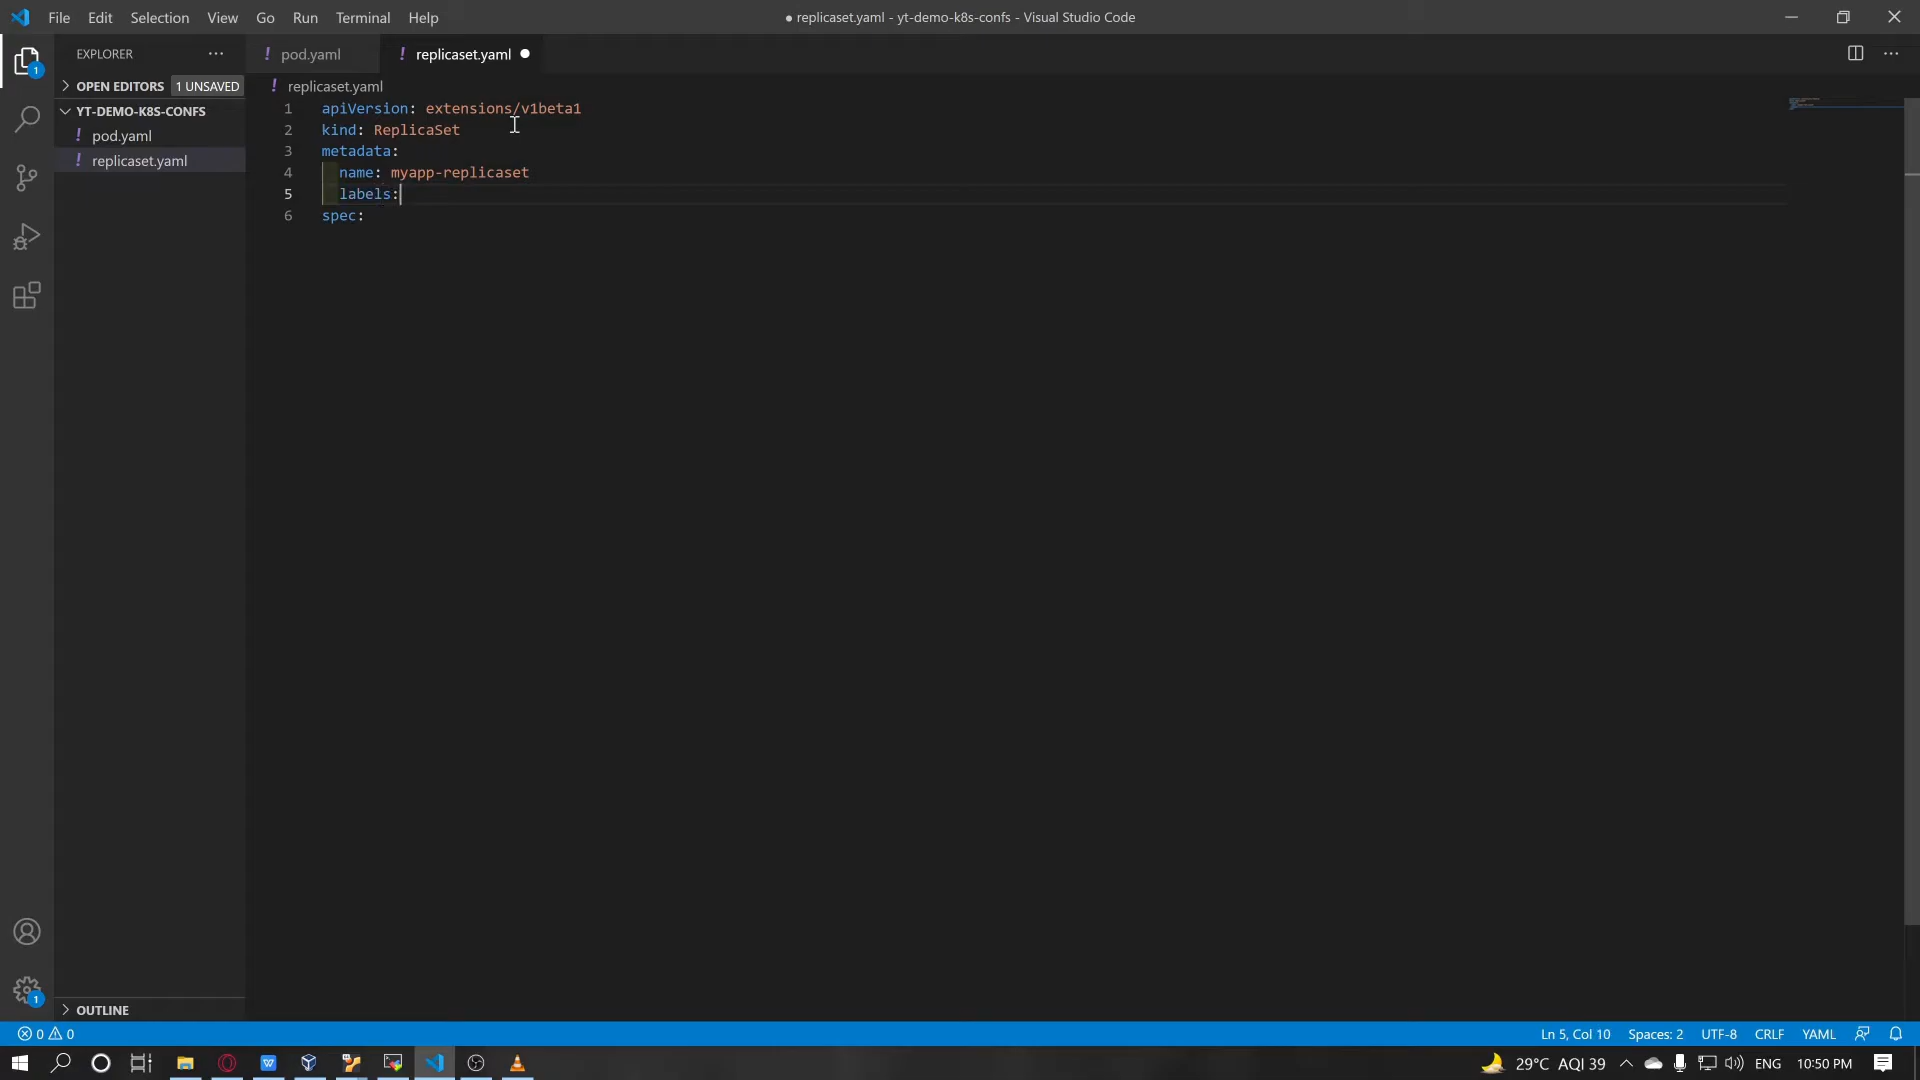 File Edit Selection View Go Run Terminal Help
● replicaset.yaml - yt-demo-k8s-confs - Visual Studio Code
EXPLORER
OPEN EDITORS 1 UNSAVED
YT-DEMO-K8S-CONFS
! pod.yaml
! replicaset.yaml
OUTLINE
1
1
! pod.yaml
! replicaset.yaml ●
! replicaset.yaml
1 apiVersion: extensions/v1beta1
2 kind: ReplicaSet
3 metadata:
4 name: myapp-replicaset
5 labels:
6 spec:
0 0
Ln 5, Col 10 Spaces: 2 UTF-8 CRLF YAML
29°C AQI 39 ENG 10:50 PM